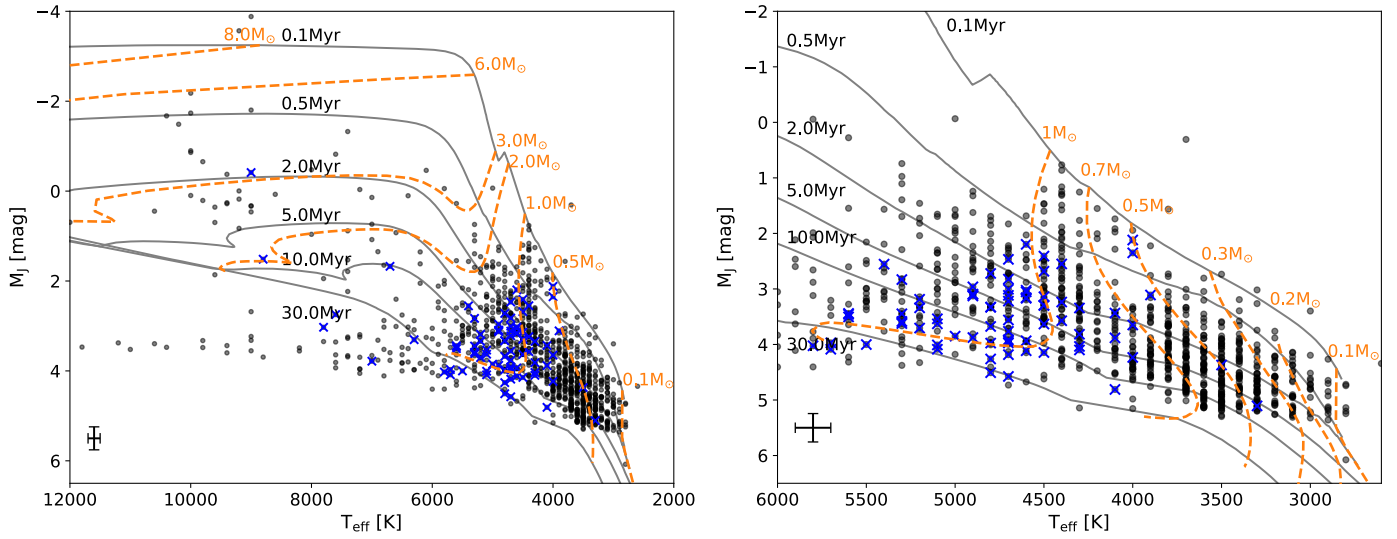 −4
−2
0
2
4
6
M_J [mag]
0.1Myr
0.5Myr
2.0Myr
5.0Myr
10.0Myr
30.0Myr
8.0M⊙
6.0M⊙
3.0M⊙
2.0M⊙
1.0M⊙
0.5M⊙
0.1M⊙
12000 10000 8000 6000 4000 2000
T_eff [K]
−2
−1
0
1
2
3
4
5
6
M_J [mag]
0.1Myr
0.5Myr
2.0Myr
5.0Myr
10.0Myr
30.0Myr
1M⊙
0.7M⊙
0.5M⊙
0.3M⊙
0.2M⊙
0.1M⊙
6000 5500 5000 4500 4000 3500 3000
T_eff [K]